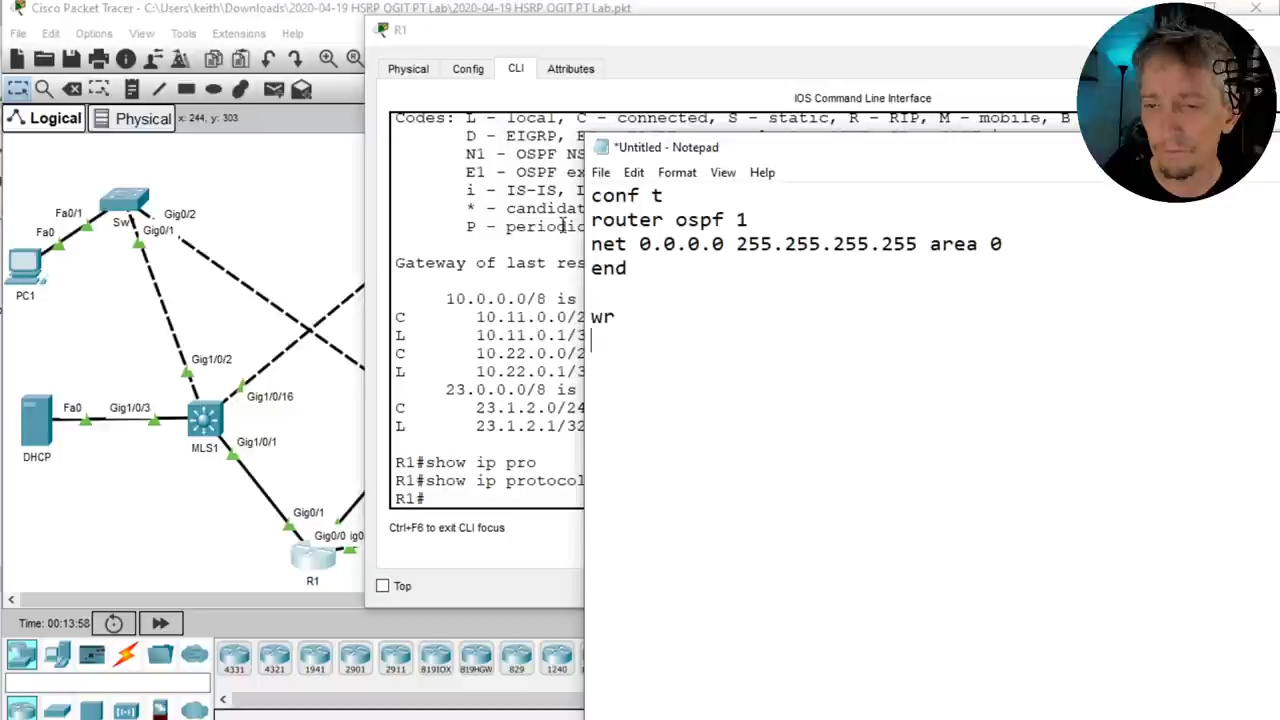 Cisco Packet Tracer - C:\Users\keith\Downloads\2020-04-19 HSRP OGIT PT Lab\2020-04-19 HSRP OGIT PT Lab.pkt
File Edit Options View Tools Extensions Help
Logical Physical x: 244, y: 303
Fa0/1
Gig0/2
Sw
Gig0/1
Fa0
PC1
Gig1/0/2
Gig1/0/16
Fa0
Gig1/0/3
DHCP
MLS1
Gig1/0/1
Gig0/1
Gig0/0 ig0
R1
Time: 00:13:58
4331 4321 1941 2901 2911 819IOX 819HGW 829 1240
R1
Physical Config CLI Attributes
IOS Command Line Interface
Codes: L - local, C - connected, S - static, R - RIP, M - mobile, B
D - EIGRP,
N1 - OSPF NS
E1 - OSPF ex
i - IS-IS,
* - candidat
P - periodic
Gateway of last res
10.0.0.0/8 is
C 10.11.0.0/2
L 10.11.0.1/3
C 10.22.0.0/2
L 10.22.0.1/3
23.0.0.0/8 is
C 23.1.2.0/24
L 23.1.2.1/32
R1#show ip pro
R1#show ip protocol
R1#
Ctrl+F6 to exit CLI focus
Top
*Untitled - Notepad
File Edit Format View Help
conf t
router ospf 1
net 0.0.0.0 255.255.255.255 area 0
end
wr